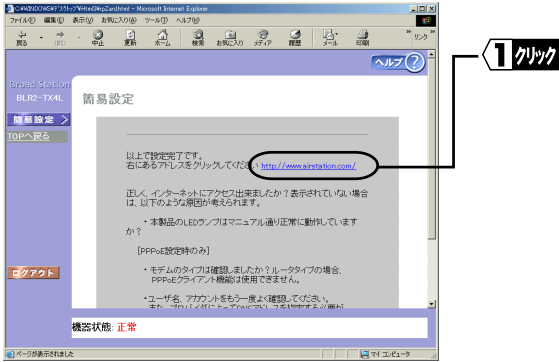 C:¥WINDOWS¥デスクトップ¥Html3¥rpZard.html - Microsoft Internet Explorer
ファイル(F) 編集(E) 表示(V) お気に入り(A) ツール(T) ヘルプ(H)
戻る 進む 中止 更新 ホーム 検索 お気に入り メディア 履歴 メール 印刷 リンク
ヘルプ ?
Broad Station
BLR2-TX4L
簡易設定
TOPへ戻る
ログアウト
簡易設定
以上で設定完了です。
右にあるアドレスをクリックしてください http://www.airstation.com/
正しく、インターネットにアクセス出来ましたか?表示されていない場合
は、以下のような原因が考えられます。
・本製品のLEDランプはマニュアル通り正常に動作しています
か?
[PPPoE設定時のみ]
・モデムのタイプは確認しましたか?ルータタイプの場合、
PPPoEクライアント機能は使用できません。
・ユーザ名、アカウントをもう一度よく確認してください。
機器状態: 正常
ページが表示されました
マイ コンピュータ
1 クリック